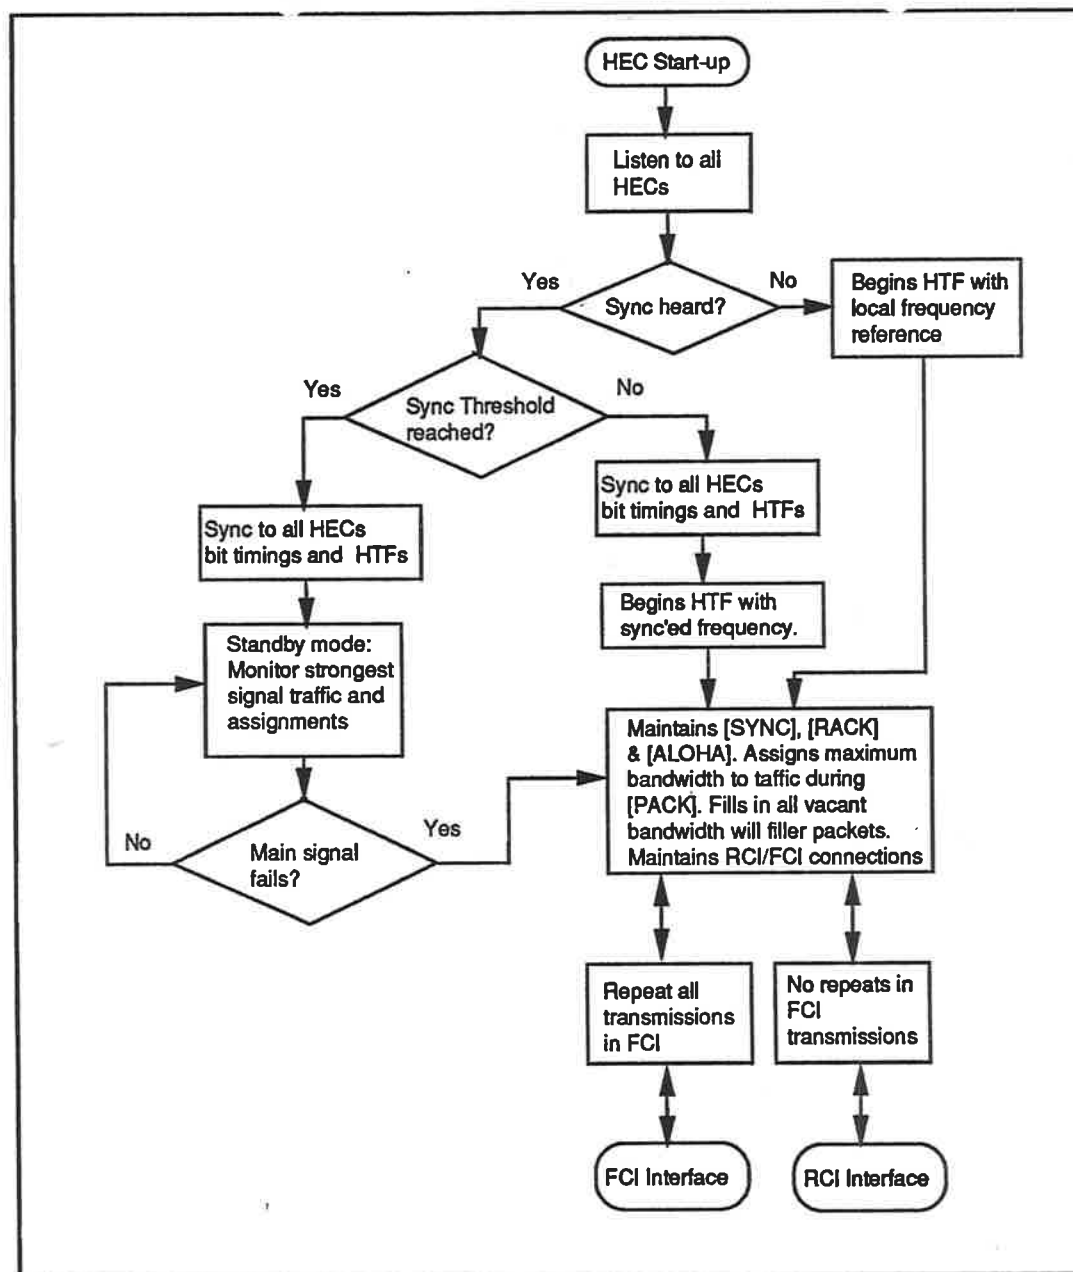 HEC Start-up
Listen to all
HECs
Sync heard?
Yes
No
Begins HTF with
local frequency
reference
Sync Threshold
reached?
Yes
No
Sync to all HECs
bit timings and HTFs
Sync to all HECs
bit timings and HTFs
Begins HTF with
sync'ed frequency.
Standby mode:
Monitor strongest
signal traffic and
assignments
Main signal
fails?
No
Yes
Maintains [SYNC], [RACK]
& [ALOHA]. Assigns maximum
bandwidth to taffic during
[PACK]. Fills in all vacant
bandwidth will filler packets.
Maintains RCI/FCI connections
Repeat all
transmissions
in FCI
No repeats in
FCI
transmissions
FCI Interface
RCI Interface